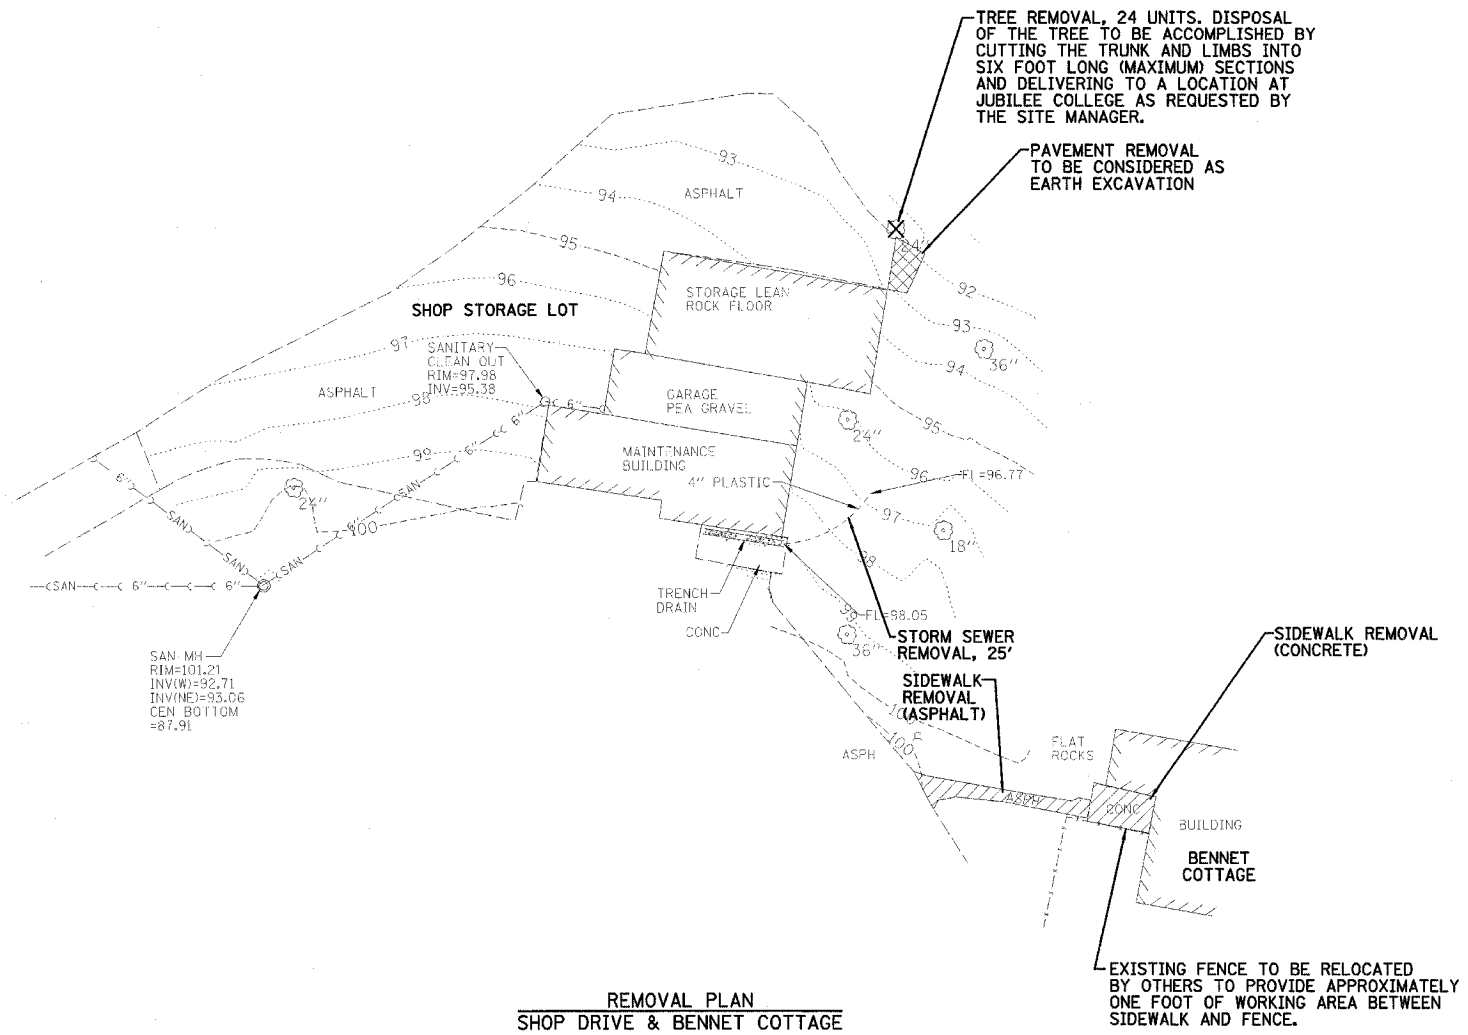 TREE REMOVAL, 24 UNITS. DISPOSAL
OF THE TREE TO BE ACCOMPLISHED BY
CUTTING THE TRUNK AND LIMBS INTO
SIX FOOT LONG (MAXIMUM) SECTIONS
AND DELIVERING TO A LOCATION AT
JUBILEE COLLEGE AS REQUESTED BY
THE SITE MANAGER.
PAVEMENT REMOVAL
TO BE CONSIDERED AS
EARTH EXCAVATION
93
94
ASPHALT
95
24"
96
92
STORAGE LEAN
ROCK FLOOR
SHOP STORAGE LOT
93
97
SANITARY
CLEAN OUT
RIM=97.98
INV=95.38
36"
94
ASPHALT
98
6"
GARAGE
PEA GRAVEL
24"
95
99
6"
6"
MAINTENANCE
BUILDING
4" PLASTIC
96
FL=96.77
6"
SAN
24"
97
18"
SAN
6"
100
98
SAN
SAN
SAN
6"
6"
TRENCH
DRAIN
CONC
99
FL=98.05
36"
STORM SEWER
REMOVAL, 25'
SAN MH
RIM=101.21
INV(W)=92.71
INV(NE)=93.06
CEN BOTTOM
=87.91
SIDEWALK REMOVAL
(CONCRETE)
SIDEWALK
REMOVAL
(ASPHALT)
100
100
ASPH
FLAT
ROCKS
ASPH
CONC
BUILDING
BENNET
COTTAGE
EXISTING FENCE TO BE RELOCATED
BY OTHERS TO PROVIDE APPROXIMATELY
ONE FOOT OF WORKING AREA BETWEEN
SIDEWALK AND FENCE.
REMOVAL PLAN
SHOP DRIVE & BENNET COTTAGE